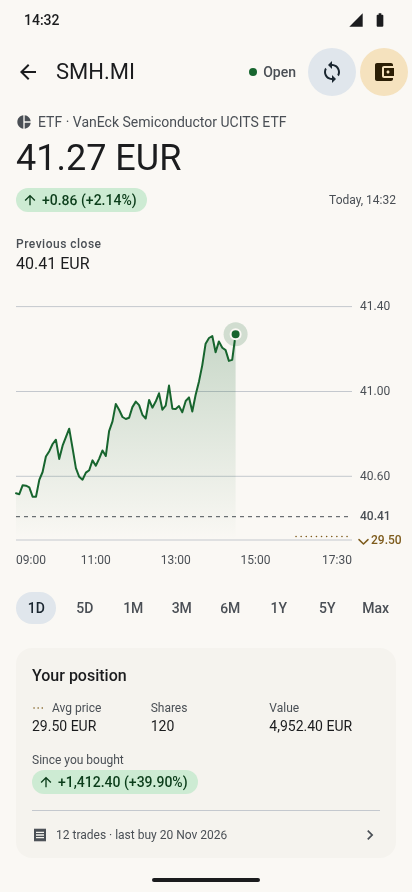 14:32
SMH.MI
Open
ETF · VanEck Semiconductor UCITS ETF
41.27 EUR
+0.86 (+2.14%)
Today, 14:32
Previous close
40.41 EUR
41.40
41.00
40.60
40.41
29.50
09:00 11:00 13:00 15:00 17:30
1D 5D 1M 3M 6M 1Y 5Y Max
Your position
Avg price Shares Value
29.50 EUR 120 4,952.40 EUR
Since you bought
+1,412.40 (+39.90%)
12 trades · last buy 20 Nov 2026